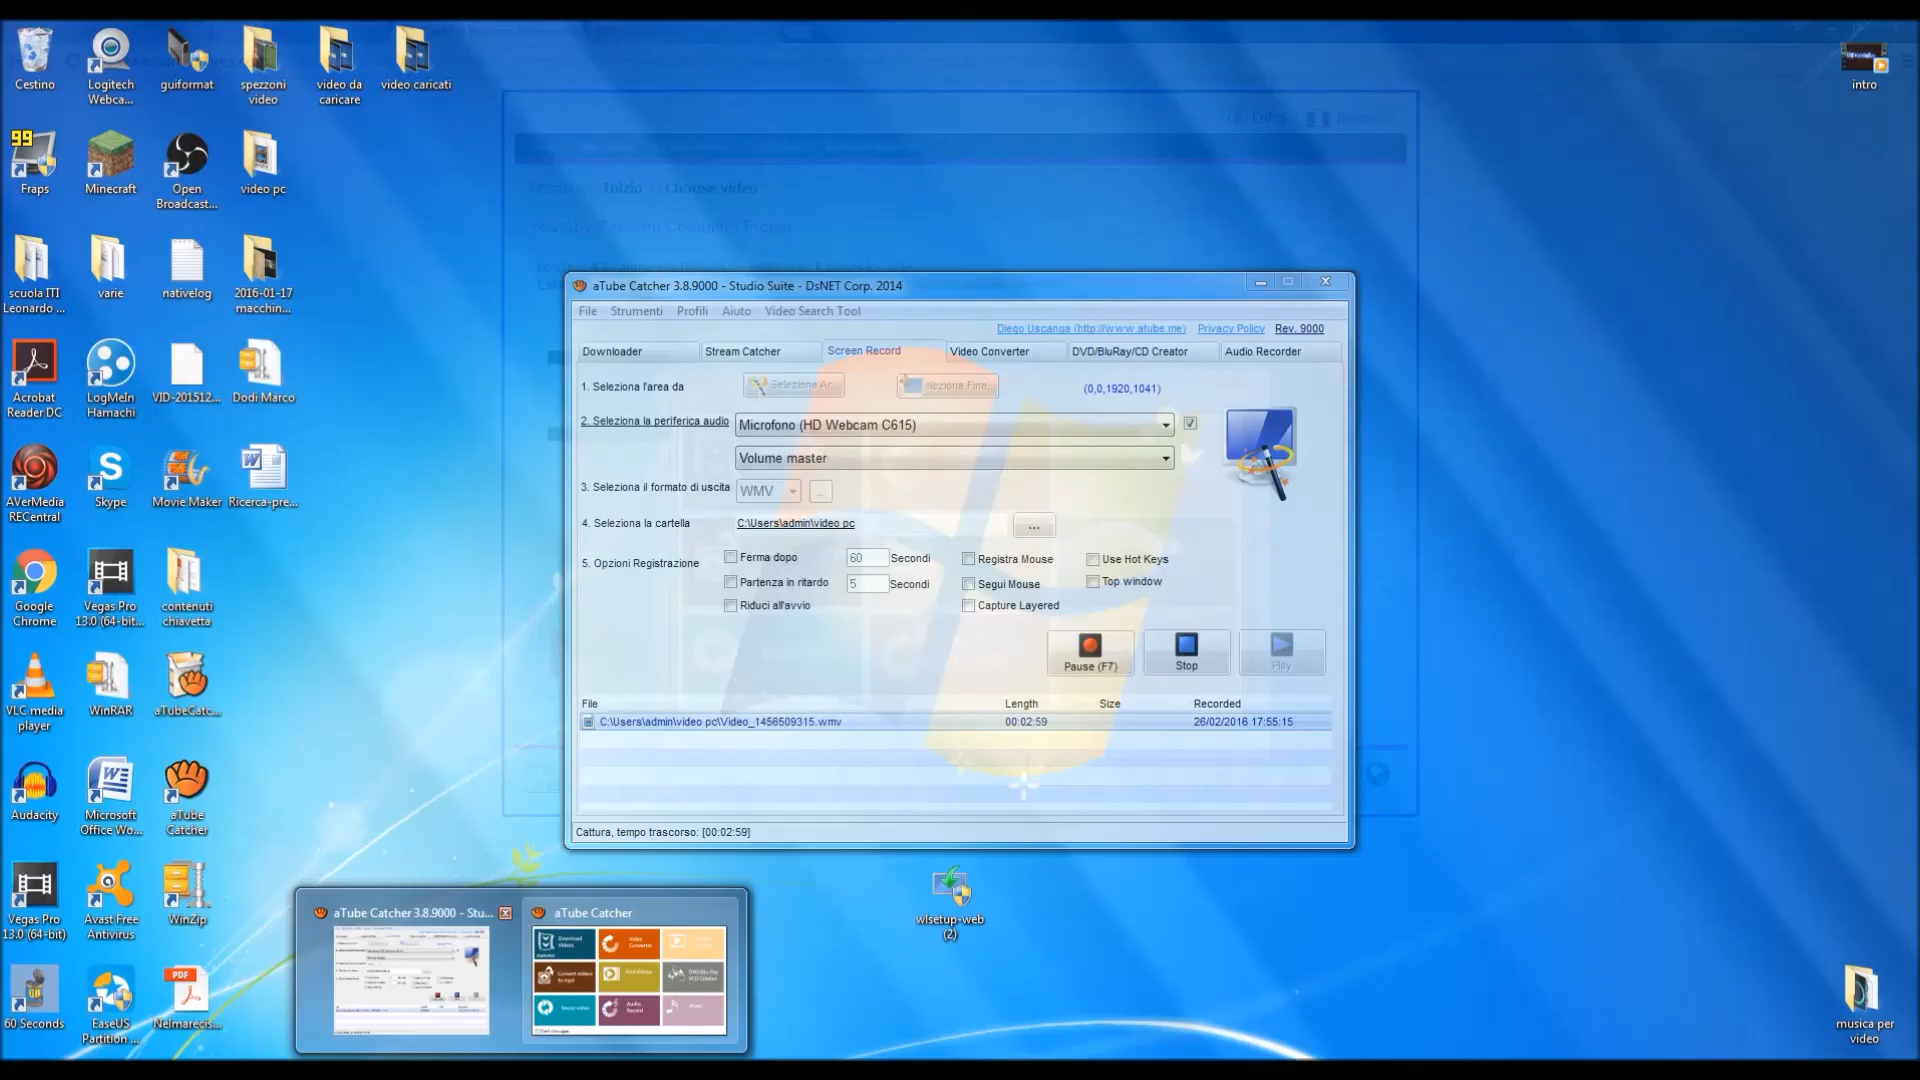 Cestino
Logitech
Webca...
guiformat
spezzoni
video
video da
caricare
video caricati
intro
Entra
Inizio
Choose video
Youtube Random Comment Picker
99
Fraps
Minecraft
Open
Broadcast...
video pc
scuola ITI
Leonardo ...
varie
nativelog
2016-01-17
macchin...
aTube Catcher 3.8.9000 - Studio Suite - DsNET Corp. 2014
File Strumenti Profili Aiuto Video Search Tool
Diego Uscanga (http://www.atube.me) Privacy Policy Rev. 9000
Downloader Stream Catcher Screen Record Video Converter DVD/BluRay/CD Creator Audio Recorder
1. Seleziona l'area da
Selezione Ar...
eleziona Fine...
(0,0,1920,1041)
2. Seleziona la periferica audio
Microfono (HD Webcam C615)
Volume master
3. Seleziona il formato di uscita
WMV
...
4. Seleziona la cartella
C:\Users\admin\video pc
...
5. Opzioni Registrazione
Ferma dopo 60 Secondi
Registra Mouse
Use Hot Keys
Partenza in ritardo 5 Secondi
Segui Mouse
Top window
Riduci all'avvio
Capture Layered
Pause (F7)
Stop
Play
File Length Size Recorded
C:\Users\admin\video pc\Video_1456509315.wmv 00:02:59 26/02/2016 17:55:15
Cattura, tempo trascorso: [00:02:59]
Acrobat
Reader DC
LogMeIn
Hamachi
VID-201512...
Dodi Marco
AVerMedia
RECentral
Skype
Movie Maker
Ricerca-pre...
Google
Chrome
Vegas Pro
13.0 (64-bit...
contenuti
chiavetta
VLC media
player
WinRAR
aTubeCatc...
Audacity
Microsoft
Office Wo...
aTube
Catcher
Vegas Pro
13.0 (64-bit)
Avast Free
Antivirus
WinZip
60 Seconds
EaseUS
Partition ...
PDF
Nelmarecis...
aTube Catcher 3.8.9000 - Stu...
aTube Catcher
Download
Videos
Video
Converter
Convert videos
to mp3
Find Videos
DVD/Blu-Ray
VCD Creator
Audio
Record
Music
wlsetup-web
(2)
musica per
video